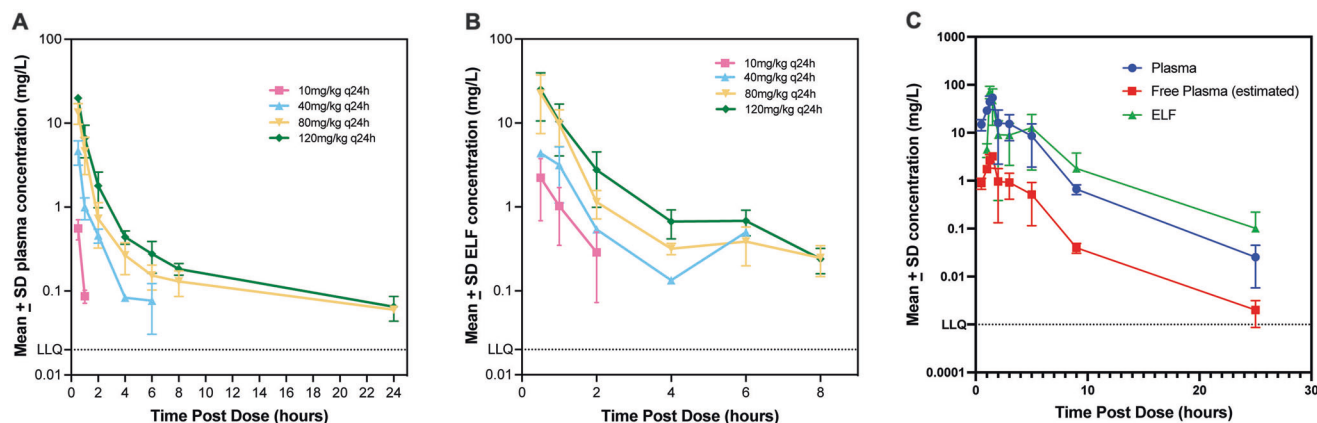 A
Mean ± SD plasma concentration (mg/L)
100
10
1
0.1
LLQ
0.01
10mg/kg q24h
40mg/kg q24h
80mg/kg q24h
120mg/kg q24h
0 2 4 6 8 10 12 14 16 18 20 22 24
Time Post Dose (hours)
B
Mean ± SD ELF concentration (mg/L)
100
10
1
0.1
LLQ
0.01
10mg/kg q24h
40mg/kg q24h
80mg/kg q24h
120mg/kg q24h
0 2 4 6 8
Time Post Dose (hours)
C
Mean ± SD concentration (mg/L)
1000
100
10
1
0.1
0.01
LLQ
0.0001
Plasma
Free Plasma (estimated)
ELF
0 10 20 30
Time Post Dose (hours)